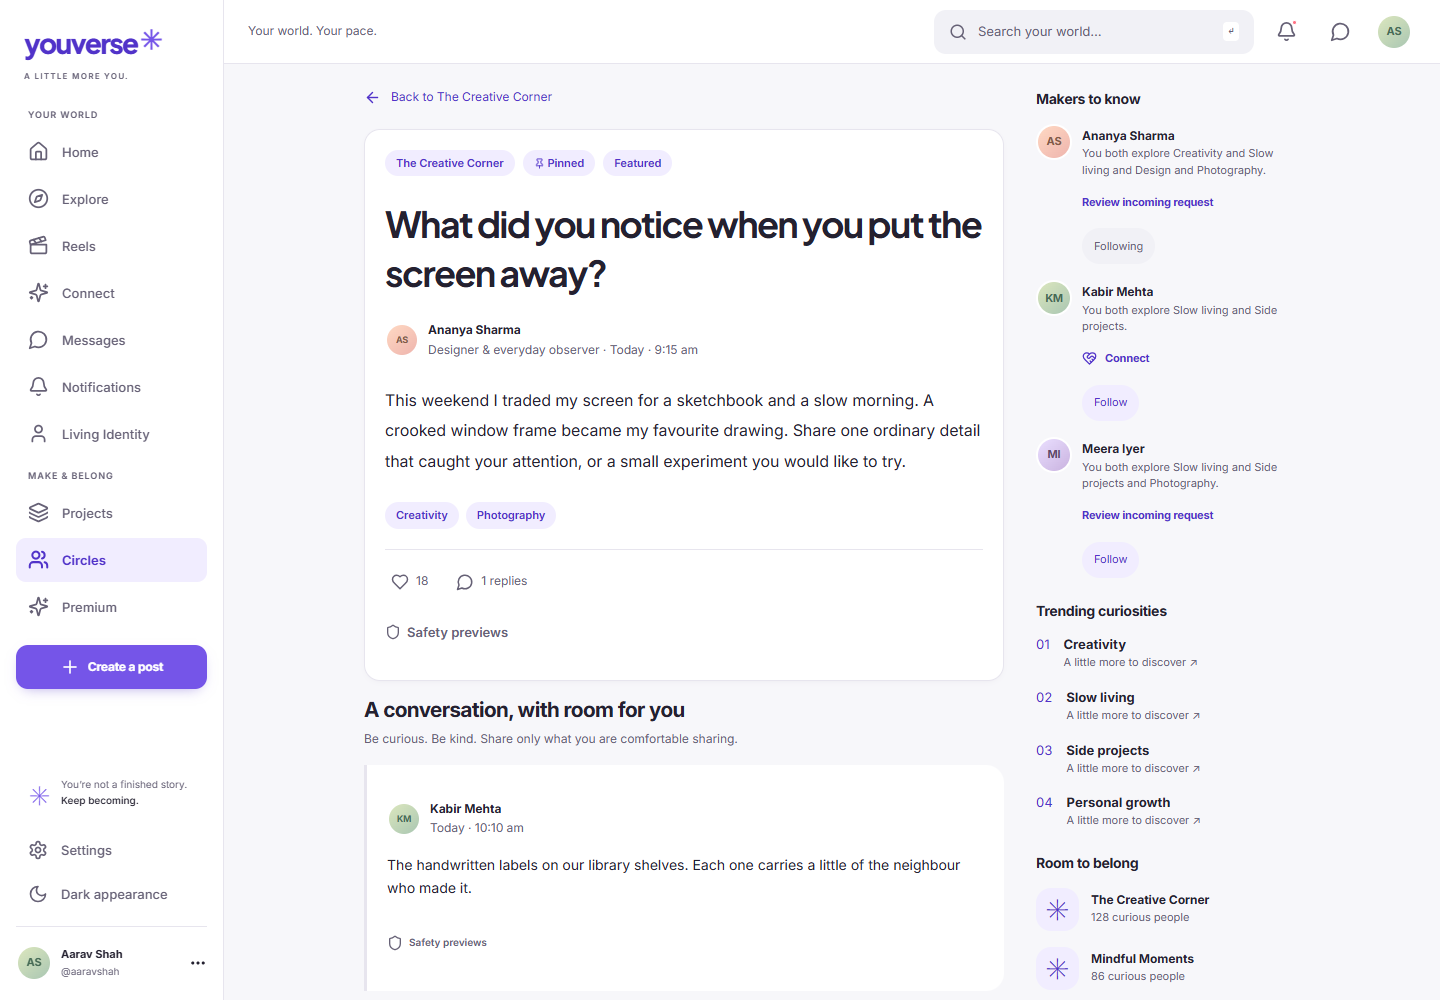 youverse
A LITTLE MORE YOU.
YOUR WORLD
Home
Explore
Reels
Connect
Messages
Notifications
Living Identity
MAKE & BELONG
Projects
Circles
Premium
Create a post
You're not a finished story.
Keep becoming.
Settings
Dark appearance
AS
Aarav Shah
@aaravshah
Your world. Your pace.
Search your world...
AS
Back to The Creative Corner
The Creative Corner
Pinned
Featured
What did you notice when you put the
screen away?
AS
Ananya Sharma
Designer & everyday observer · Today · 9:15 am
This weekend I traded my screen for a sketchbook and a slow morning. A
crooked window frame became my favourite drawing. Share one ordinary detail
that caught your attention, or a small experiment you would like to try.
Creativity
Photography
18
1 replies
Safety previews
A conversation, with room for you
Be curious. Be kind. Share only what you are comfortable sharing.
KM
Kabir Mehta
Today · 10:10 am
The handwritten labels on our library shelves. Each one carries a little of the neighbour
who made it.
Safety previews
Makers to know
AS
Ananya Sharma
You both explore Creativity and Slow
living and Design and Photography.
Review incoming request
Following
KM
Kabir Mehta
You both explore Slow living and Side
projects.
Connect
Follow
MI
Meera Iyer
You both explore Slow living and Side
projects and Photography.
Review incoming request
Follow
Trending curiosities
01 Creativity
A little more to discover ↗
02 Slow living
A little more to discover ↗
03 Side projects
A little more to discover ↗
04 Personal growth
A little more to discover ↗
Room to belong
The Creative Corner
128 curious people
Mindful Moments
86 curious people